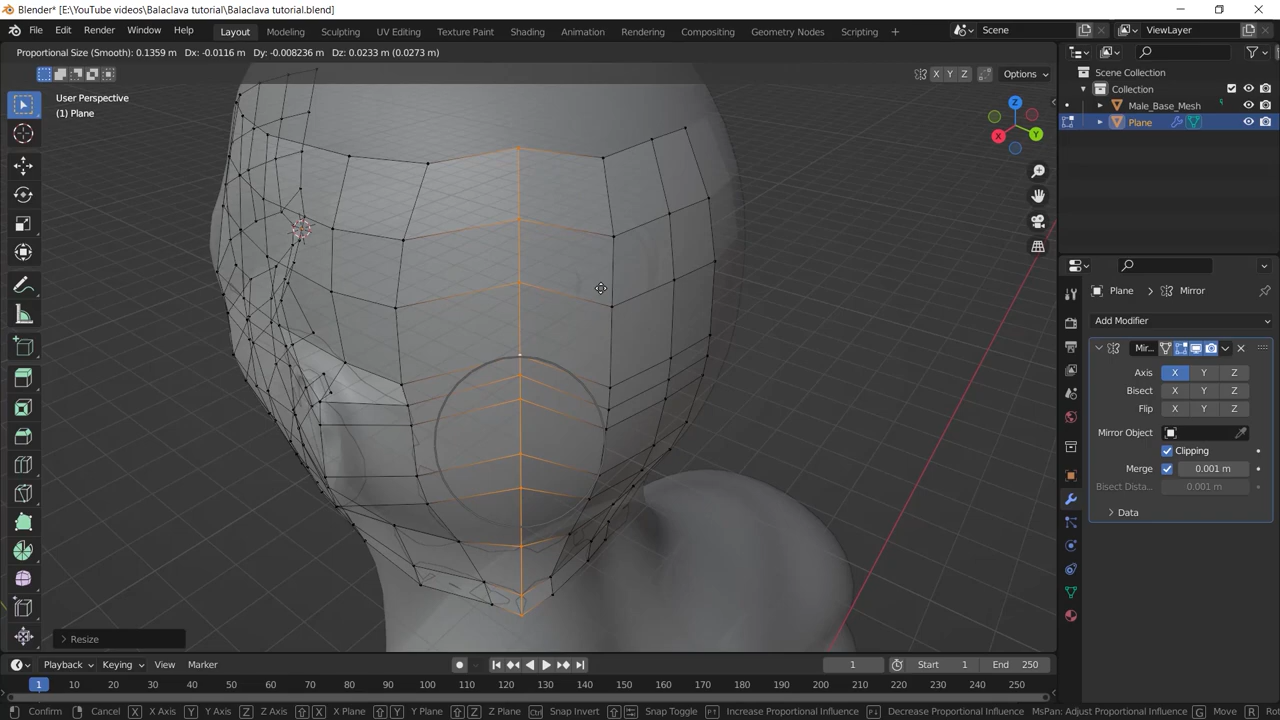 Blender* [E:\YouTube videos\Balaclava tutorial\Balaclava tutorial.blend]
File Edit Render Window Help Layout Modeling Sculpting UV Editing Texture Paint Shading Animation Rendering Compositing Geometry Nodes Scripting + Scene ViewLayer
Proportional Size (Smooth): 0.1359 m Dx: -0.0116 m Dy: -0.008236 m Dz: 0.0233 m (0.0273 m)
X Y Z Options
Scene Collection
Collection
Male_Base_Mesh
Plane
User Perspective
(1) Plane
Z
Y
X
Plane > Mirror
Add Modifier
Mir...
Axis X Y Z
Bisect X Y Z
Flip X Y Z
Mirror Object
Clipping
Merge 0.001 m
Bisect Dista... 0.001 m
Data
Resize
Playback Keying View Marker 1 Start 1 End 250
1 10 20 30 40 50 60 70 80 90 100 110 120 130 140 150 160 170 180 190 200 210 220 230 240 250
Confirm Cancel X X Axis Y Y Axis Z Z Axis X X Plane Y Y Plane Z Z Plane Ctrl Snap Invert Snap Toggle Increase Proportional Influence Decrease Proportional Influence MsPan: Adjust Proportional Influence G Move R Rot